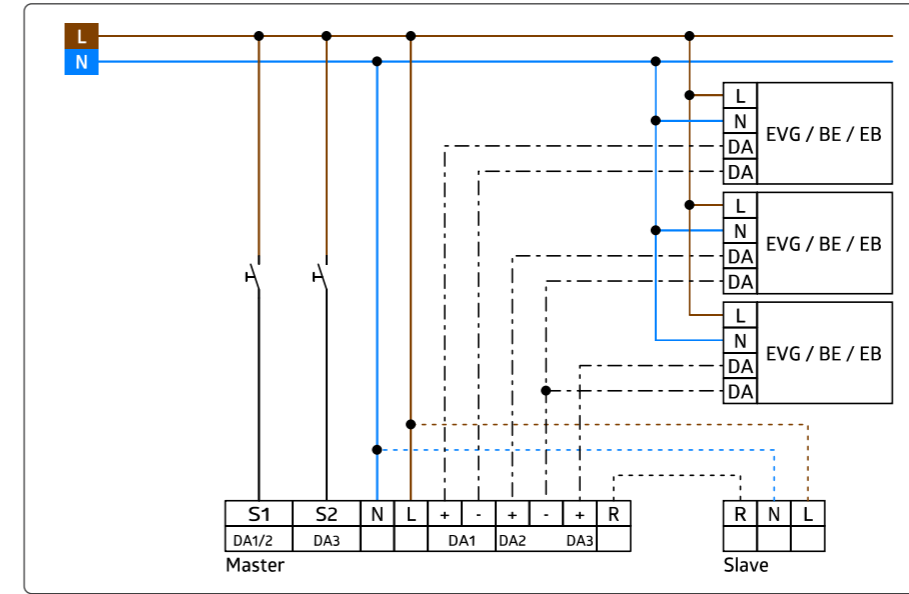 L
N
L
N
DA
DA
EVG / BE / EB
L
N
DA
DA
EVG / BE / EB
L
N
DA
DA
EVG / BE / EB
S1 S2 N L + - + - + R
DA1/2 DA3 DA1 DA2 DA3
Master
R N L
Slave